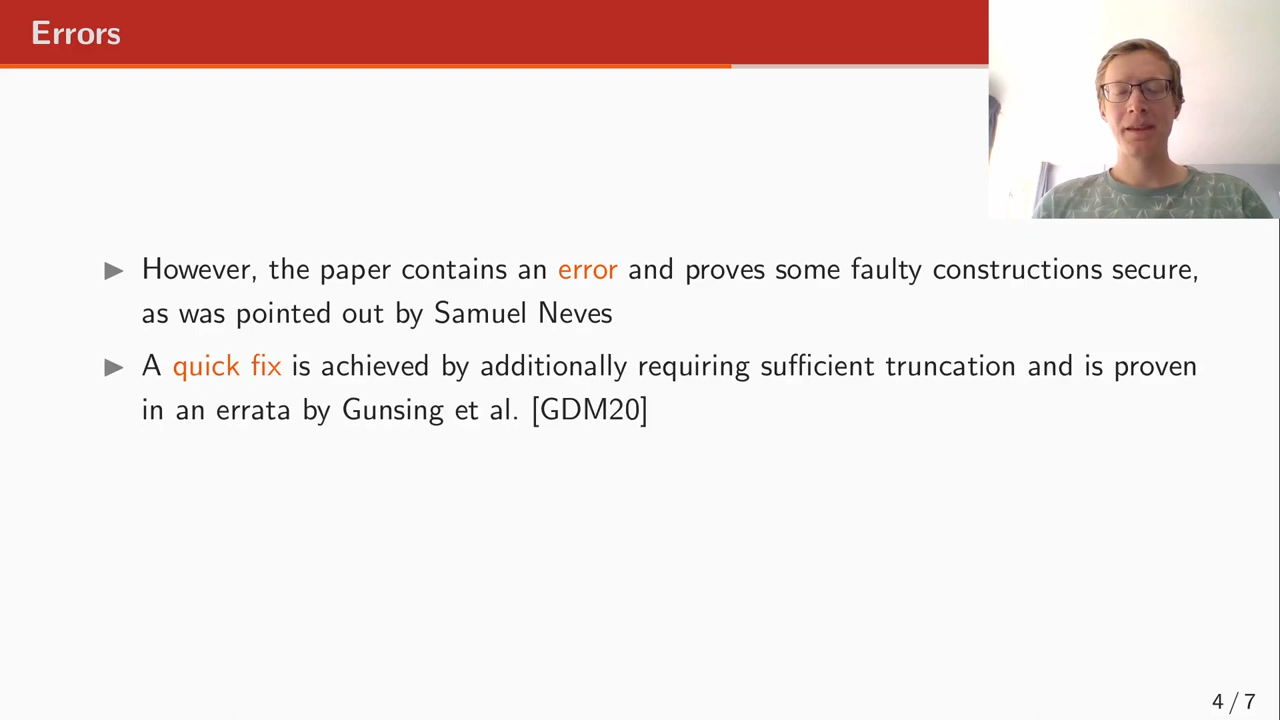 Errors
▶ However, the paper contains an error and proves some faulty constructions secure,
as was pointed out by Samuel Neves
▶ A quick fix is achieved by additionally requiring sufficient truncation and is proven
in an errata by Gunsing et al. [GDM20]
4 / 7